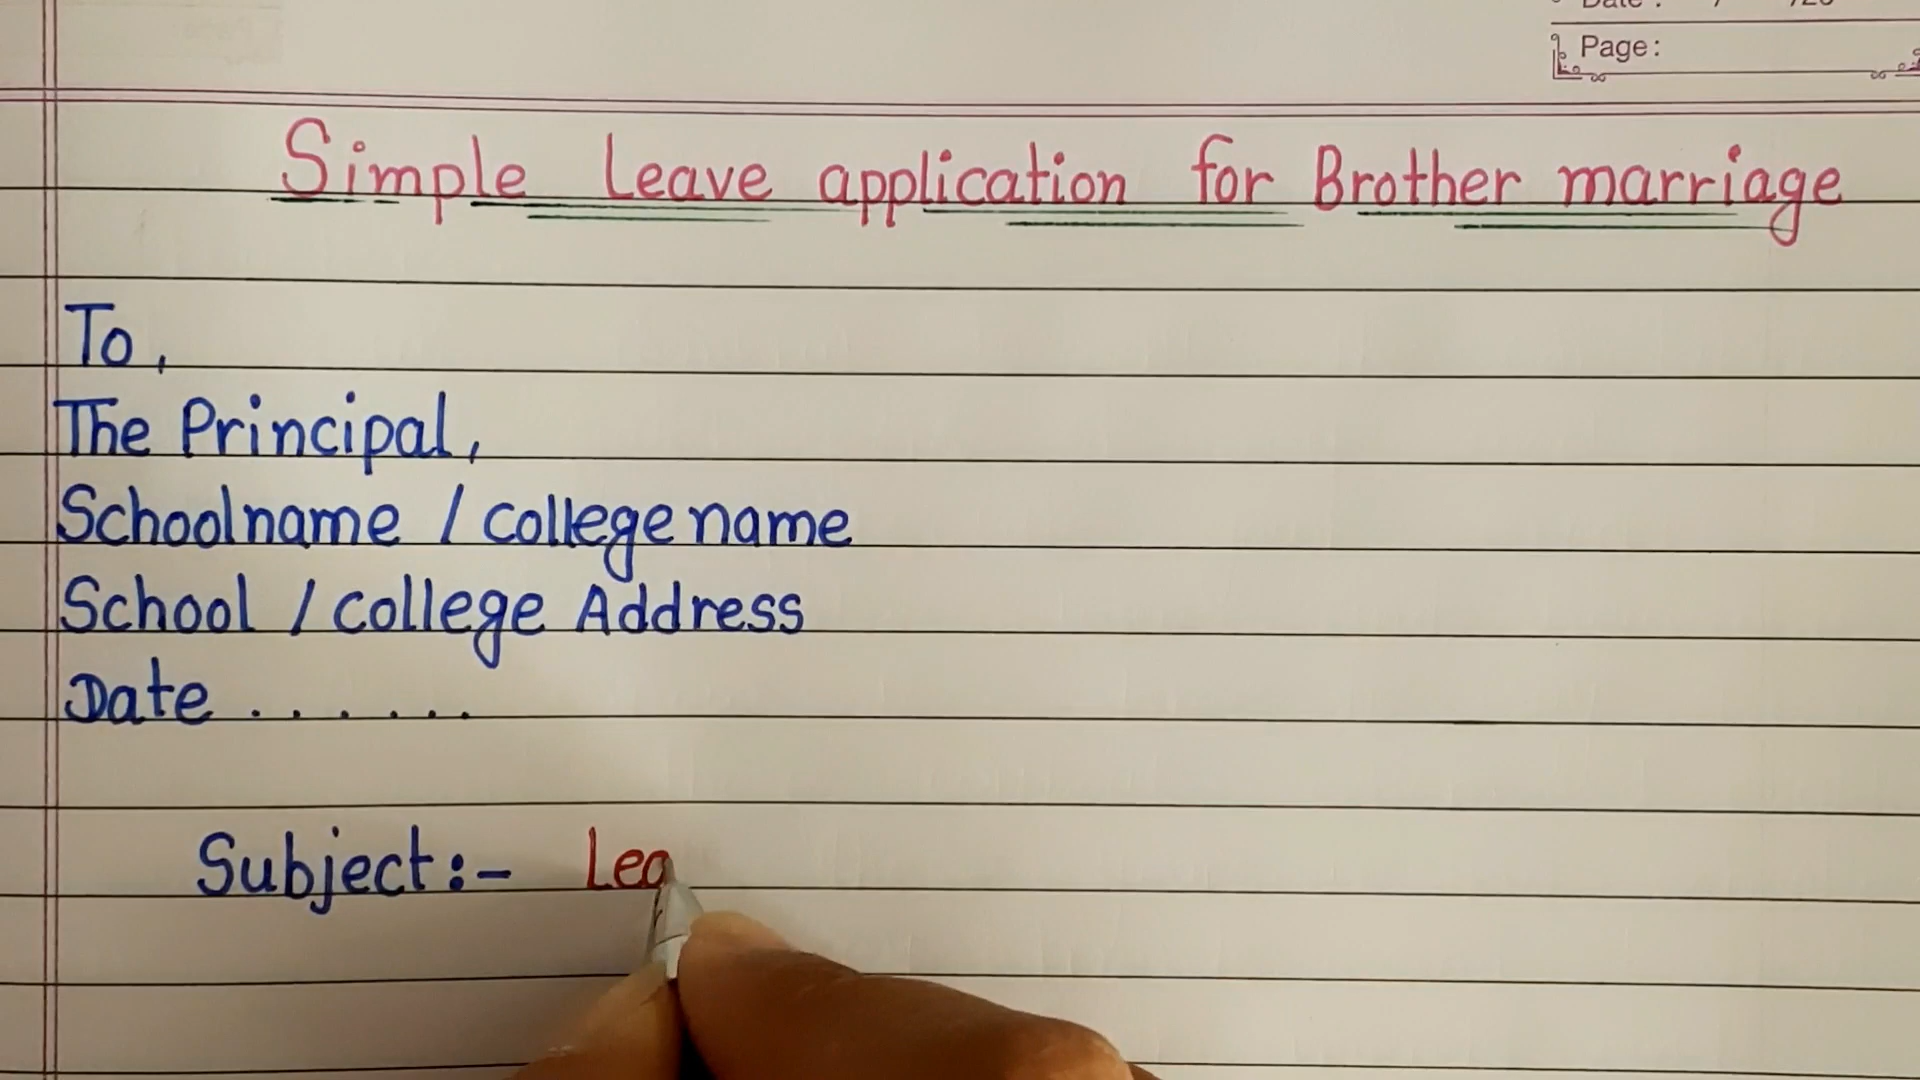 Page:
Simple Leave application for Brother marriage
To,
The Principal,
Schoolname / college name
School / college Address
Date . . . . . .
Subject:- Lea